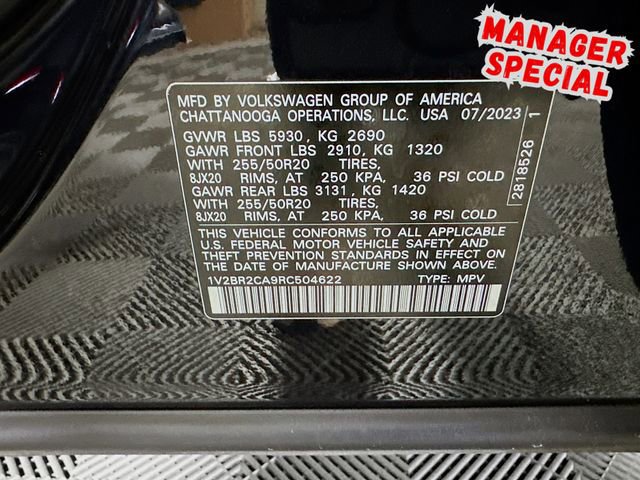 MANAGER
SPECIAL
MFD BY VOLKSWAGEN GROUP OF AMERICA
CHATTANOOGA OPERATIONS, LLC. USA 07/2023
GVWR LBS 5930, KG 2690
GAWR FRONT LBS 2910, KG 1320
WITH 255/50R20 TIRES,
8JX20 RIMS, AT 250 KPA, 36 PSI COLD
GAWR REAR LBS 3131, KG 1420
WITH 255/50R20 TIRES,
8JX20 RIMS, AT 250 KPA, 36 PSI COLD
THIS VEHICLE CONFORMS TO ALL APPLICABLE
U.S. FEDERAL MOTOR VEHICLE SAFETY AND
THEFT PREVENTION STANDARDS IN EFFECT ON
THE DATE OF MANUFACTURE SHOWN ABOVE.
1V2BR2CA9RC504622 TYPE: MPV
2818526 1